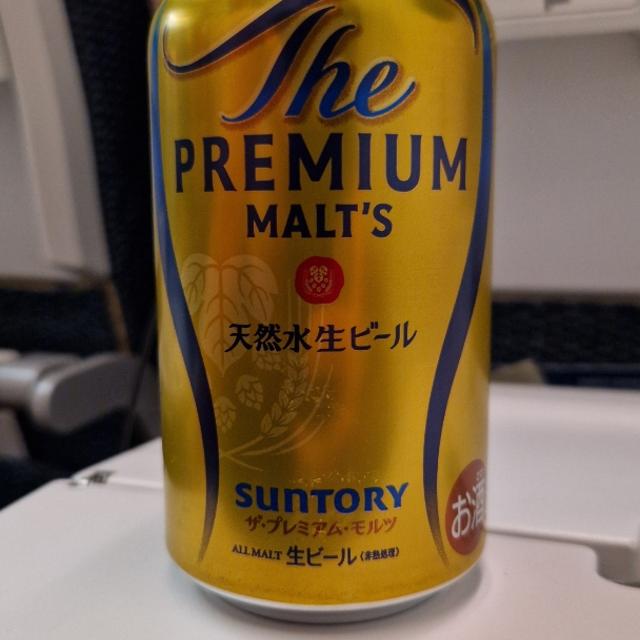 The
PREMIUM
MALT'S
天然水生ビール
SUNTORY
ザ・プレミアム・モルツ
ALL MALT 生ビール (非熱処理)
お酒